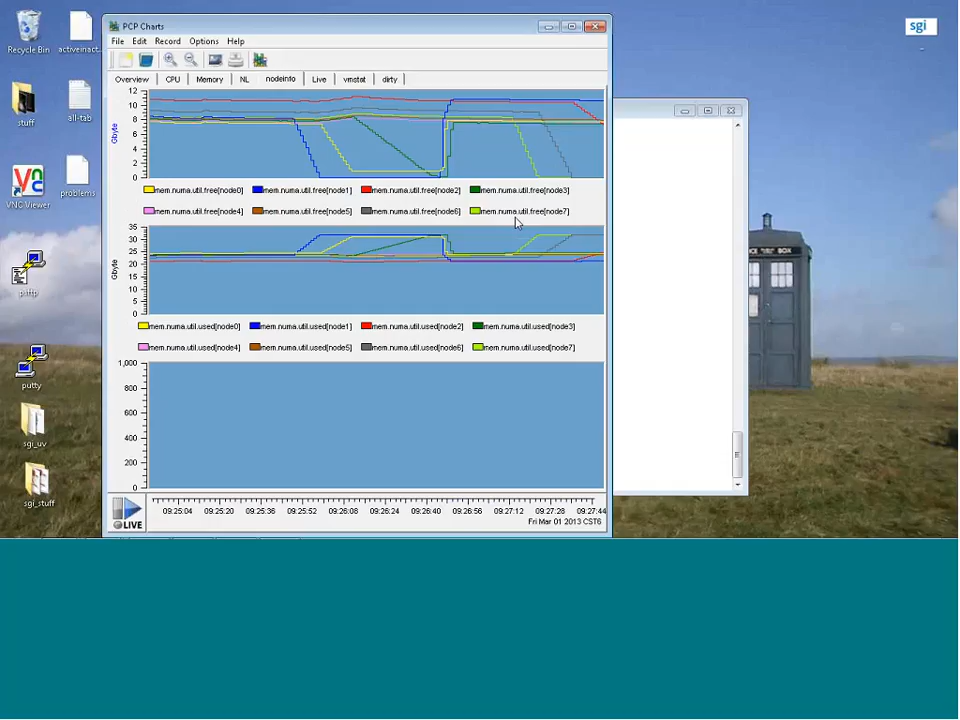 Recycle Bin
activeinact...
stuff
all-tab
VNC Viewer
problems
psftp
putty
sgi_uv
sgi_stuff
PCP Charts
File Edit Record Options Help
Overview CPU Memory NL nodeinfo Live vmstat dirty
Gbyte
12
10
8
6
4
2
0
mem.numa.util.free[node0] mem.numa.util.free[node1] mem.numa.util.free[node2] mem.numa.util.free[node3]
mem.numa.util.free[node4] mem.numa.util.free[node5] mem.numa.util.free[node6] mem.numa.util.free[node7]
Gbyte
35
30
25
20
15
10
5
0
mem.numa.util.used[node0] mem.numa.util.used[node1] mem.numa.util.used[node2] mem.numa.util.used[node3]
mem.numa.util.used[node4] mem.numa.util.used[node5] mem.numa.util.used[node6] mem.numa.util.used[node7]
1,000
800
600
400
200
0
LIVE
09:25:04 09:25:20 09:25:36 09:25:52 09:26:08 09:26:24 09:26:40 09:26:56 09:27:12 09:27:28 09:27:44
Fri Mar 01 2013 CST6
sgi